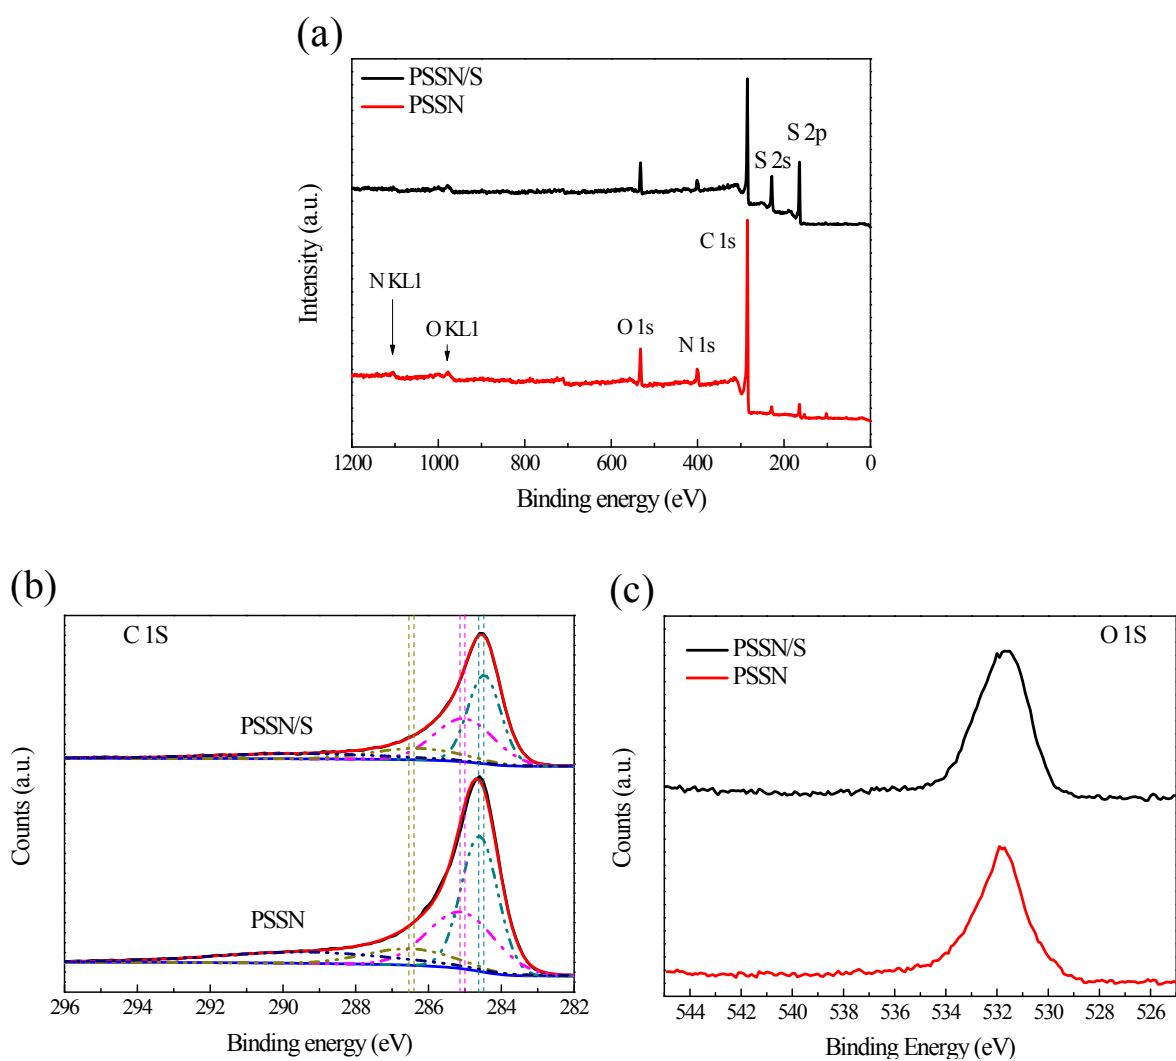 (a)
PSSN/S
PSSN
S 2p
S 2s
C 1s
N KL1
O KL1
O 1s
N 1s
Intensity (a.u.)
1200 1000 800 600 400 200 0
Binding energy (eV)
(b)
C 1S
PSSN/S
PSSN
Counts (a.u.)
296 294 292 290 288 286 284 282
Binding energy (eV)
(c)
O 1S
PSSN/S
PSSN
Counts (a.u.)
544 542 540 538 536 534 532 530 528 526
Binding Energy (eV)